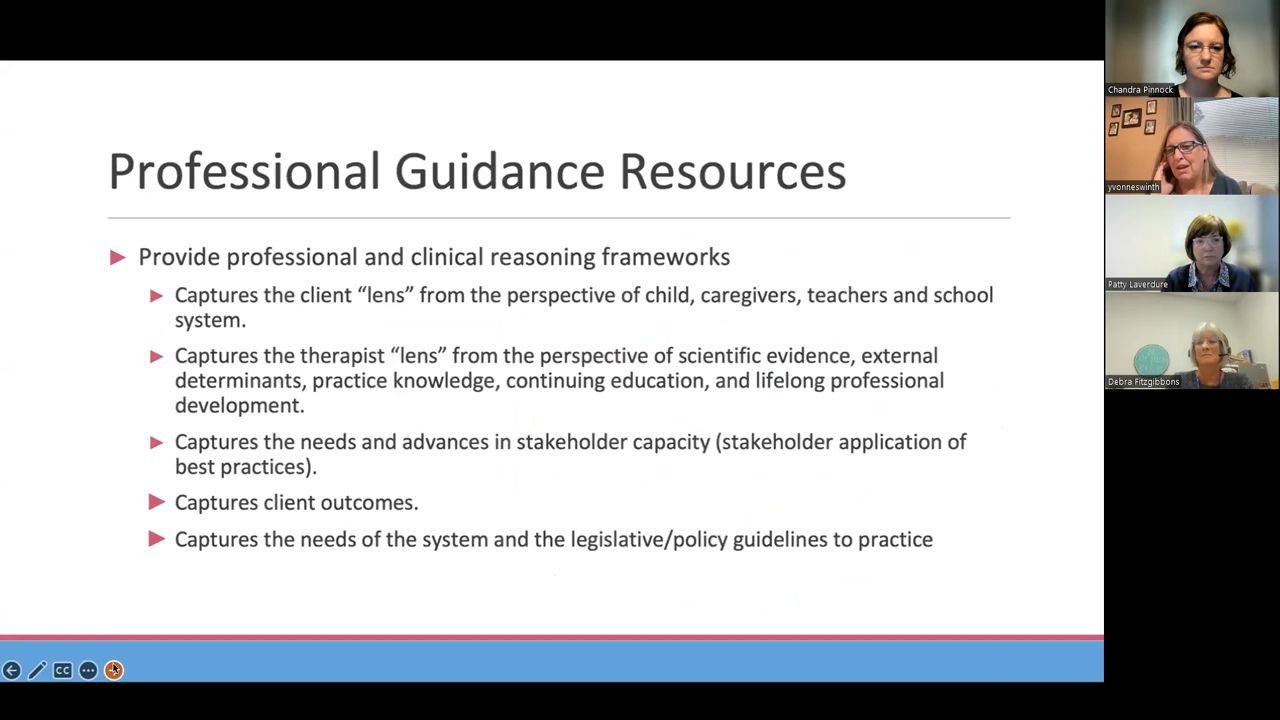 Professional Guidance Resources
Provide professional and clinical reasoning frameworks
Captures the client “lens” from the perspective of child, caregivers, teachers and school
system.
Captures the therapist “lens” from the perspective of scientific evidence, external
determinants, practice knowledge, continuing education, and lifelong professional
development.
Captures the needs and advances in stakeholder capacity (stakeholder application of
best practices).
Captures client outcomes.
Captures the needs of the system and the legislative/policy guidelines to practice
CC
Chandra Pinnock
yvonneswinth
Patty Laverdure
Debra Fitzgibbons